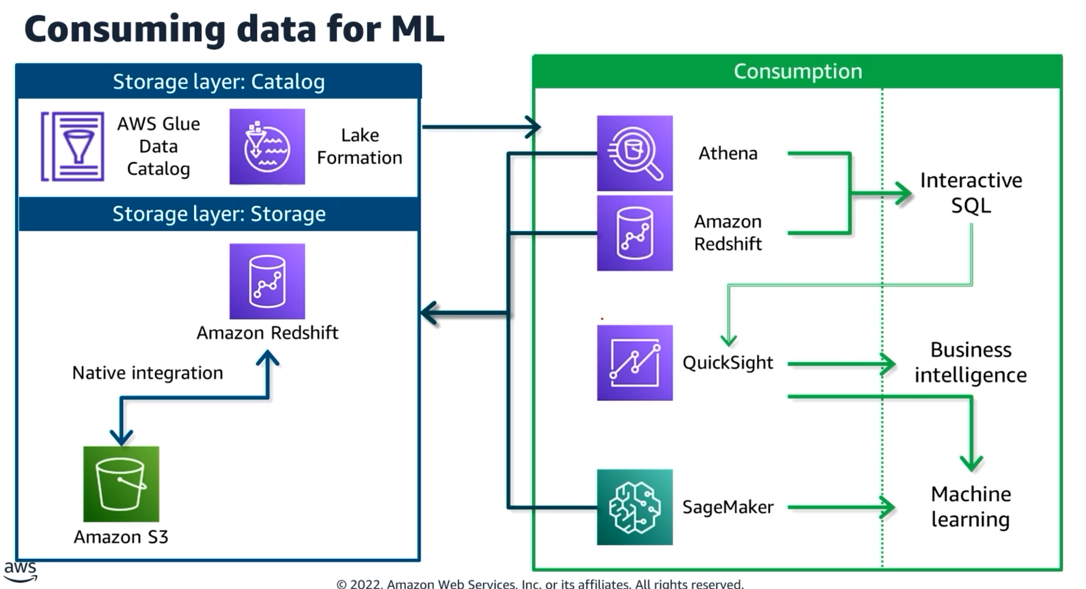 Consuming data for ML
Storage layer: Catalog
AWS Glue
Data
Catalog
Lake
Formation
Storage layer: Storage
Amazon Redshift
Native integration
Amazon S3
Consumption
Athena
Amazon
Redshift
Interactive
SQL
QuickSight
Business
intelligence
SageMaker
Machine
learning
aws
© 2022, Amazon Web Services, Inc. or its affiliates. All rights reserved.